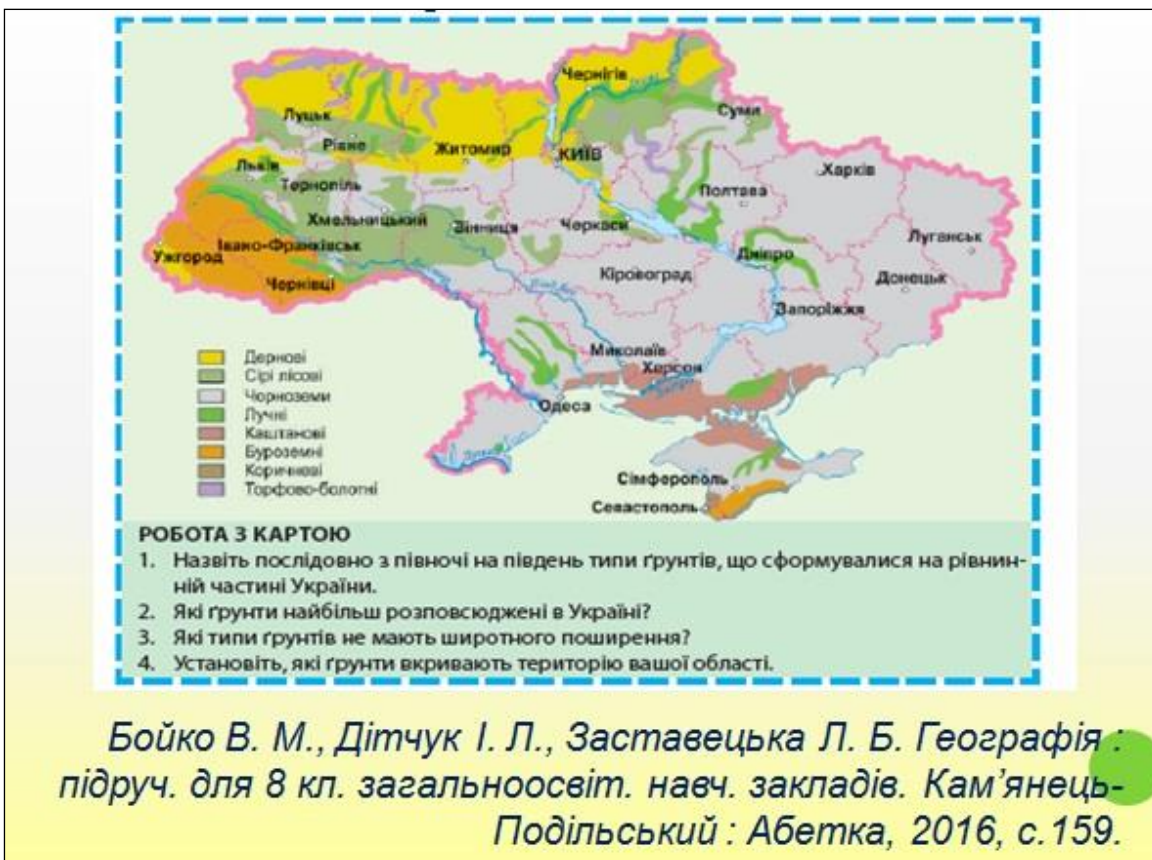 Чернігів
Луцьк
Суми
Рівне
Житомир
КИЇВ
Львів
Харків
Тернопіль
Полтава
Хмельницький
Вінниця
Черкаси
Луганськ
Івано-Франківськ
Дніпро
Ужгород
Кіровоград
Донецьк
Чернівці
Запоріжжя
Миколаїв
Херсон
Одеса
Дернові
Сірі лісові
Чорноземи
Лучні
Каштанові
Буроземні
Коричневі
Торфово-болотні
Сімферополь
Севастополь
РОБОТА З КАРТОЮ
1. Назвіть послідовно з півночі на південь типи ґрунтів, що сформувалися на рівнин-
ній частині України.
2. Які ґрунти найбільш розповсюджені в Україні?
3. Які типи ґрунтів не мають широтного поширення?
4. Установіть, які ґрунти вкривають територію вашої області.
Бойко В. М., Дітчук І. Л., Заставецька Л. Б. Географія :
підруч. для 8 кл. загальноосвіт. навч. закладів. Кам’янець-
Подільський : Абетка, 2016, с.159.